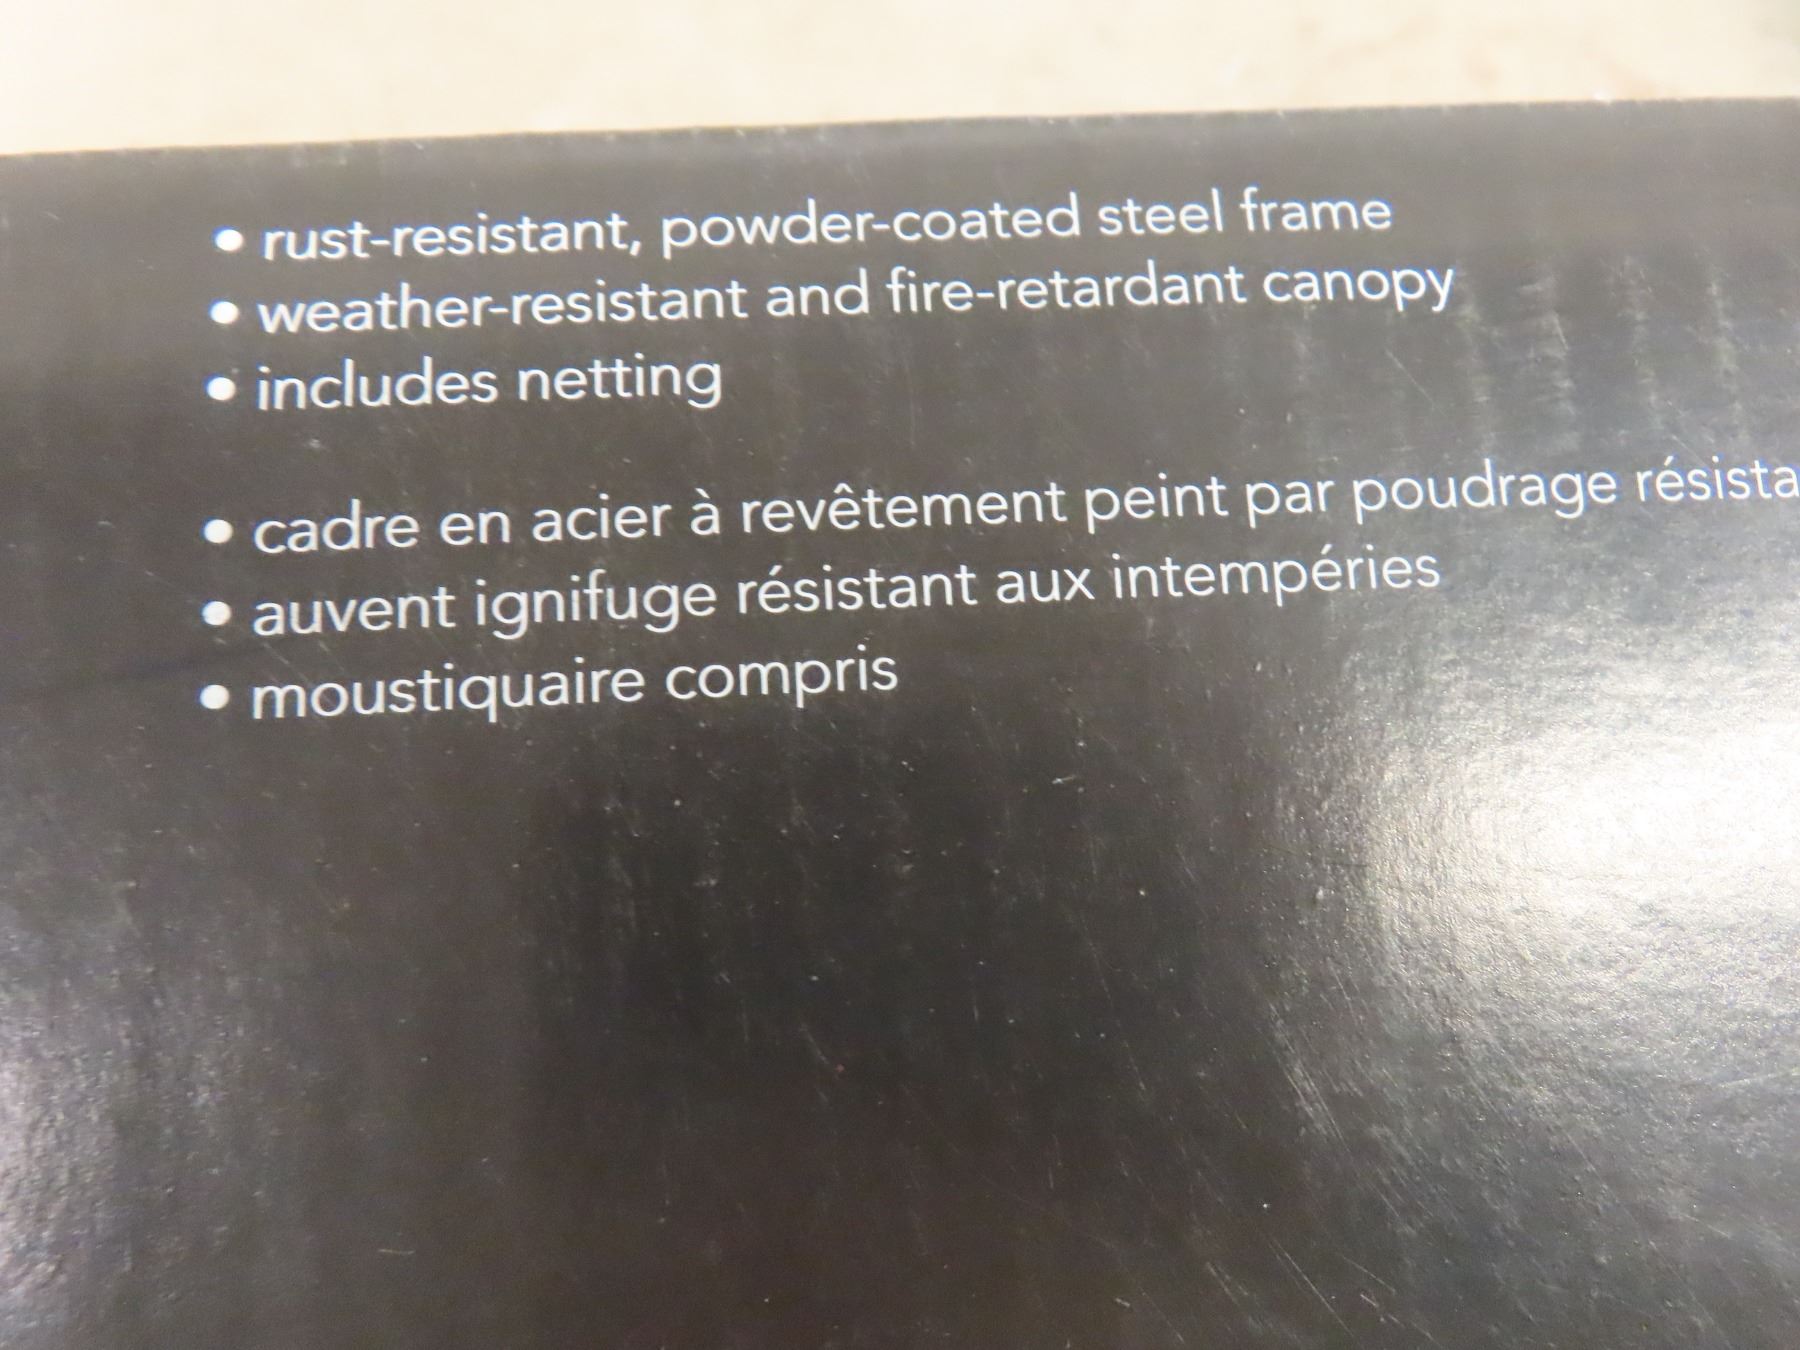 • rust-resistant, powder-coated steel frame
• weather-resistant and fire-retardant canopy
• includes netting
• cadre en acier à revêtement peint par poudrage
• auvent ignifuge résistant aux intempéries
• moustiquaire compris